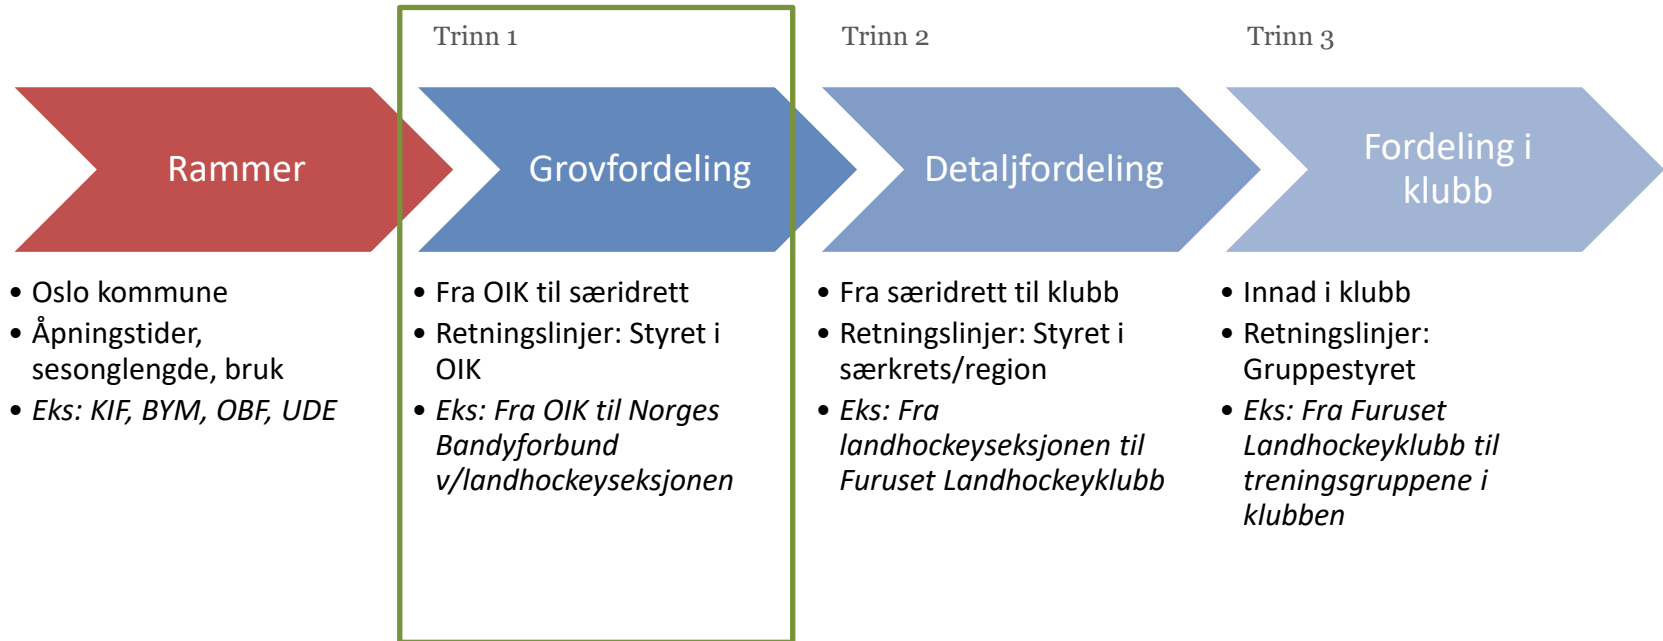 Trinn 1
Trinn 2
Trinn 3
Rammer
Grovfordeling
Detaljfordeling
Fordeling i
klubb
• Oslo kommune
• Åpningstider,
sesonglengde, bruk
• Eks: KIF, BYM, OBF, UDE
• Fra OIK til særidrett
• Retningslinjer: Styret i
OIK
• Eks: Fra OIK til Norges
Bandyforbund
v/landhockeyseksjonen
• Fra særidrett til klubb
• Retningslinjer: Styret i
særkrets/region
• Eks: Fra
landhockeyseksjonen til
Furuset Landhockeyklubb
• Innad i klubb
• Retningslinjer:
Gruppestyret
• Eks: Fra Furuset
Landhockeyklubb til
treningsgruppene i
klubben